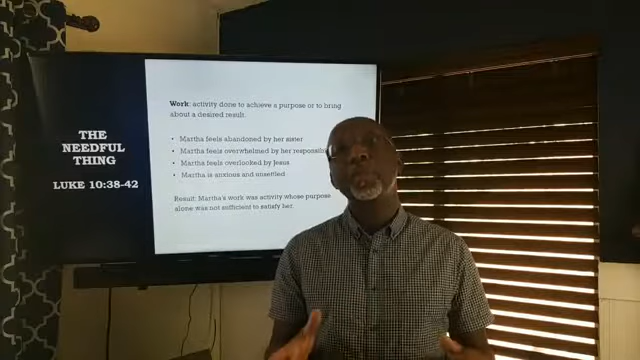 THE
NEEDFUL
THING
LUKE 10:38-42
Work: activity done to achieve a purpose or to bring
about a desired result.
• Martha feels abandoned by her sister
• Martha feels overwhelmed by her
• Martha feels overlooked by Jesus
• Martha is anxious and unsettled
Result: Martha's work was activity whose purpose
alone was not sufficient to satisfy her.